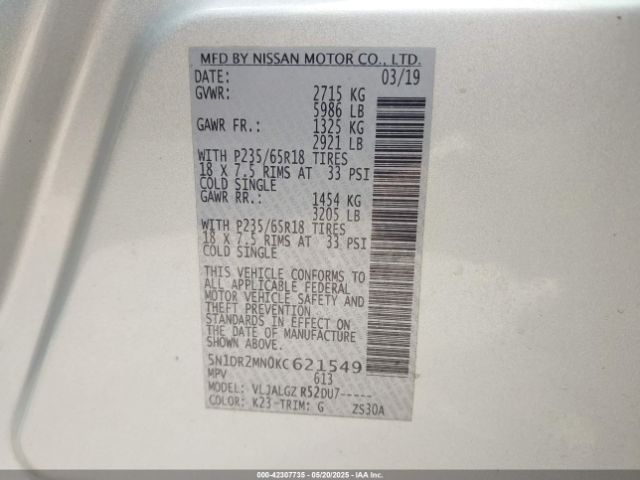 MFD BY NISSAN MOTOR CO., LTD.
DATE: 03/19
GVWR: 2715 KG
5986 LB
GAWR FR.: 1325 KG
2921 LB
WITH P235/65R18 TIRES
18 X 7.5 RIMS AT 33 PSI
COLD SINGLE
GAWR RR.: 1454 KG
3205 LB
WITH P235/65R18 TIRES
18 X 7.5 RIMS AT 33 PSI
COLD SINGLE
THIS VEHICLE CONFORMS TO
ALL APPLICABLE FEDERAL
MOTOR VEHICLE SAFETY AND
THEFT PREVENTION
STANDARDS IN EFFECT ON
THE DATE OF MANUFACTURE
SHOWN ABOVE.
5N1DR2MN0KC621549
MPV 613
MODEL: VLJALGZ R52DU7-----
COLOR: K23-TRIM: G ZS30A
000-42307735 - 05/20/2025 - IAAI.COM